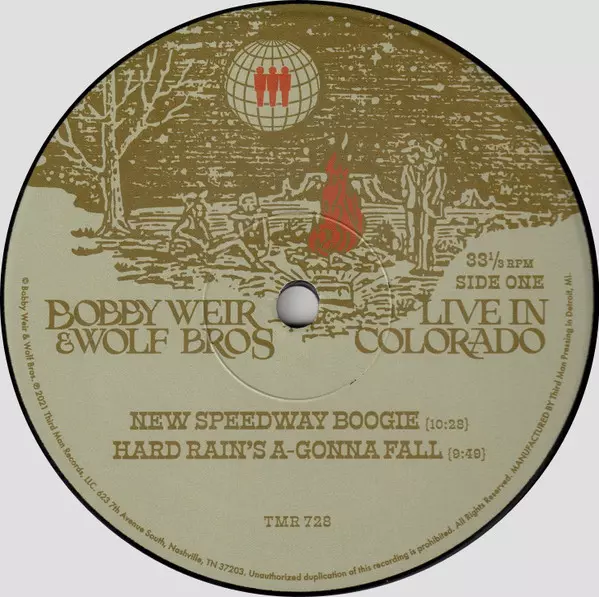 33 1/3 RPM
SIDE ONE
BOBBY WEIR
& WOLF BROS
LIVE IN
COLORADO
NEW SPEEDWAY BOOGIE {10:28}
HARD RAIN'S A-GONNA FALL {9:49}
TMR 728
© Bobby Weir & Wolf Bros. ℗ 2021 Third Man Records, LLC. 623 7th Avenue South, Nashville, TN 37203. Unauthorized duplication of this recording is prohibited. All Rights Reserved. MANUFACTURED BY Third Man Pressing in Detroit, MI.